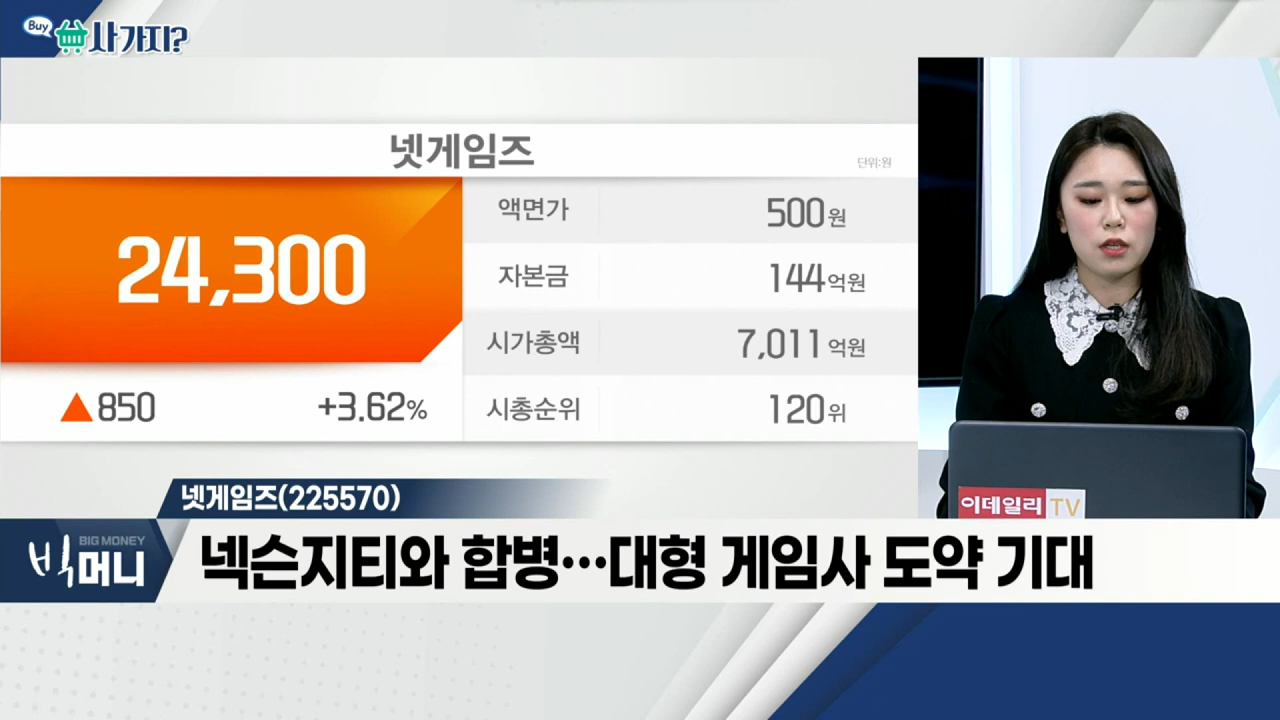 Buy
사가지?
넷게임즈
단위:원
24,300
▲850 +3.62%
액면가 500원
자본금 144억원
시가총액 7,011억원
시총순위 120위
이데일리TV
넷게임즈(225570)
BIG MONEY
빅머니
넥슨지티와 합병…대형 게임사 도약 기대